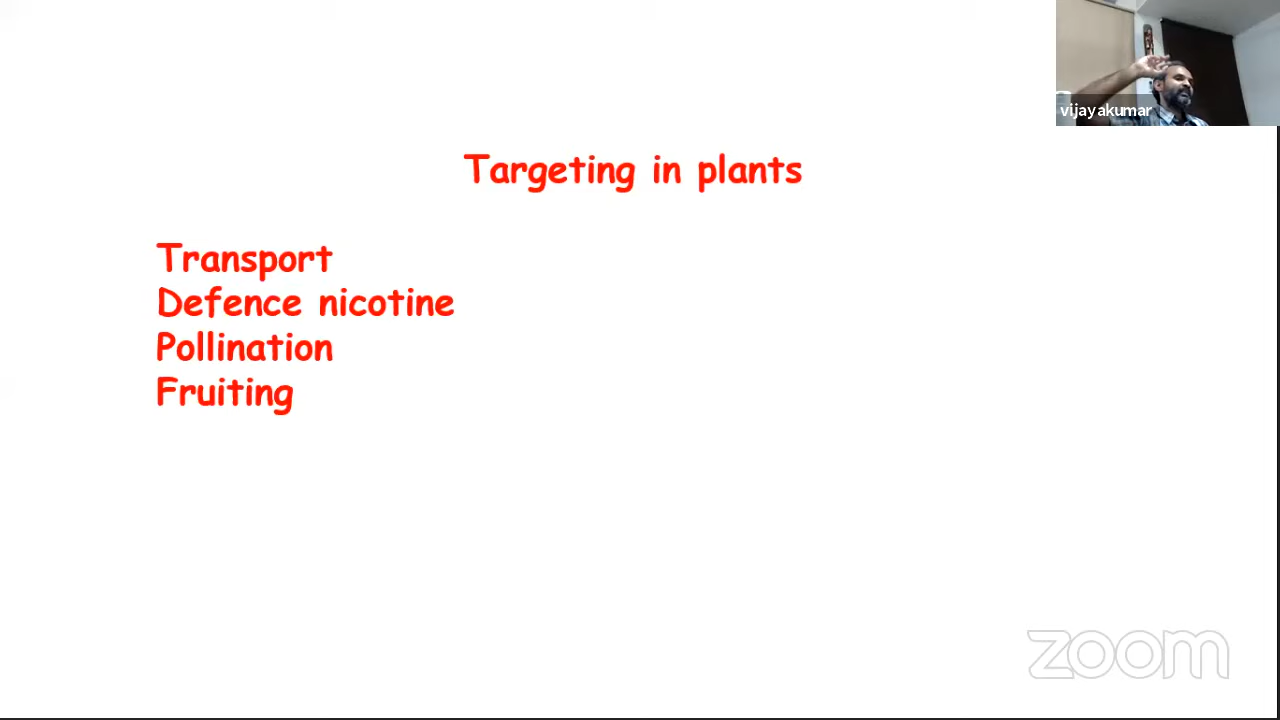 vijayakumar
Targeting in plants
Transport
Defence nicotine
Pollination
Fruiting
zoom